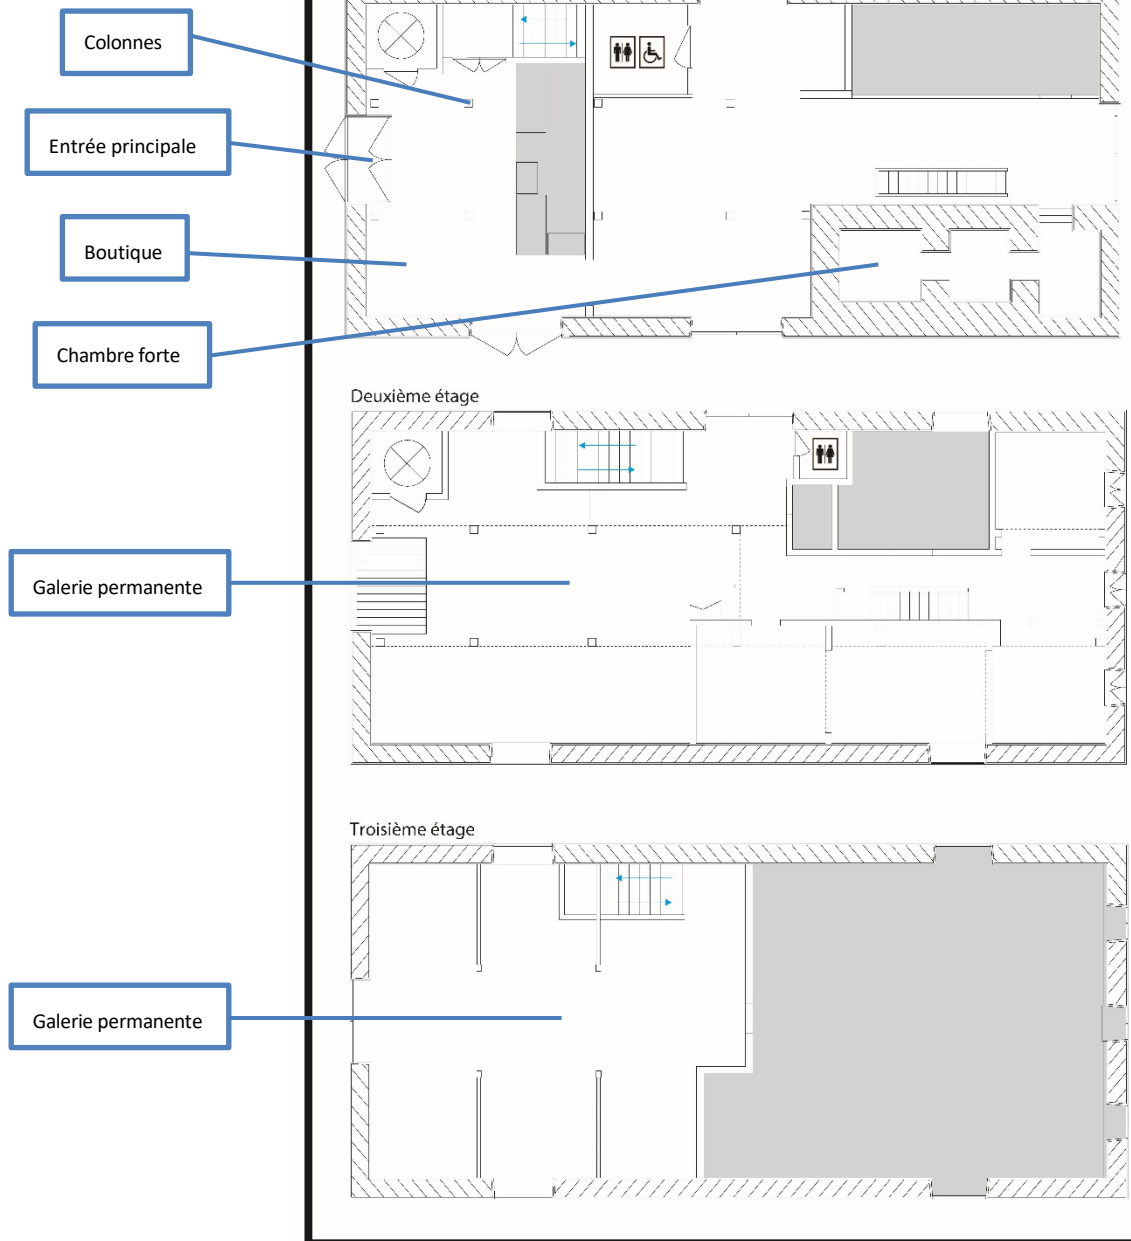 Colonnes
Entrée principale
Boutique
Chambre forte
Deuxième étage
Galerie permanente
Troisième étage
Galerie permanente